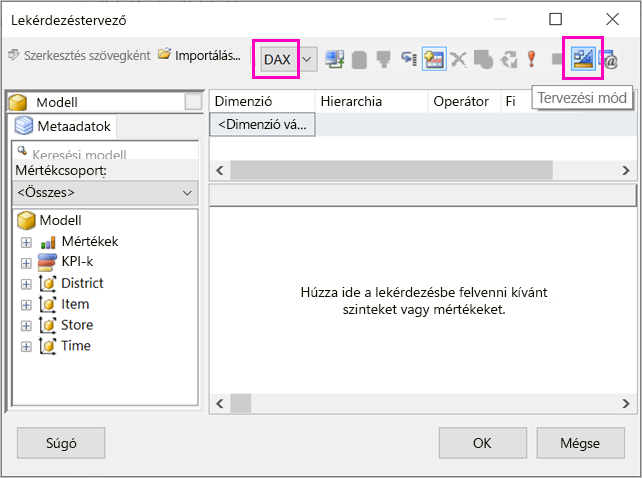 Lekérdezéstervező
Szerkesztés szövegként Importálás... DAX
Tervezési mód
Modell
Metaadatok
Keresési modell
Mértékcsoport:
<Összes>
Modell
Mértékek
KPI-k
District
Item
Store
Time
Dimenzió Hierarchia Operátor Fi
<Dimenzió vá...
Húzza ide a lekérdezésbe felvenni kívánt
szinteket vagy mértékeket.
Súgó OK Mégse